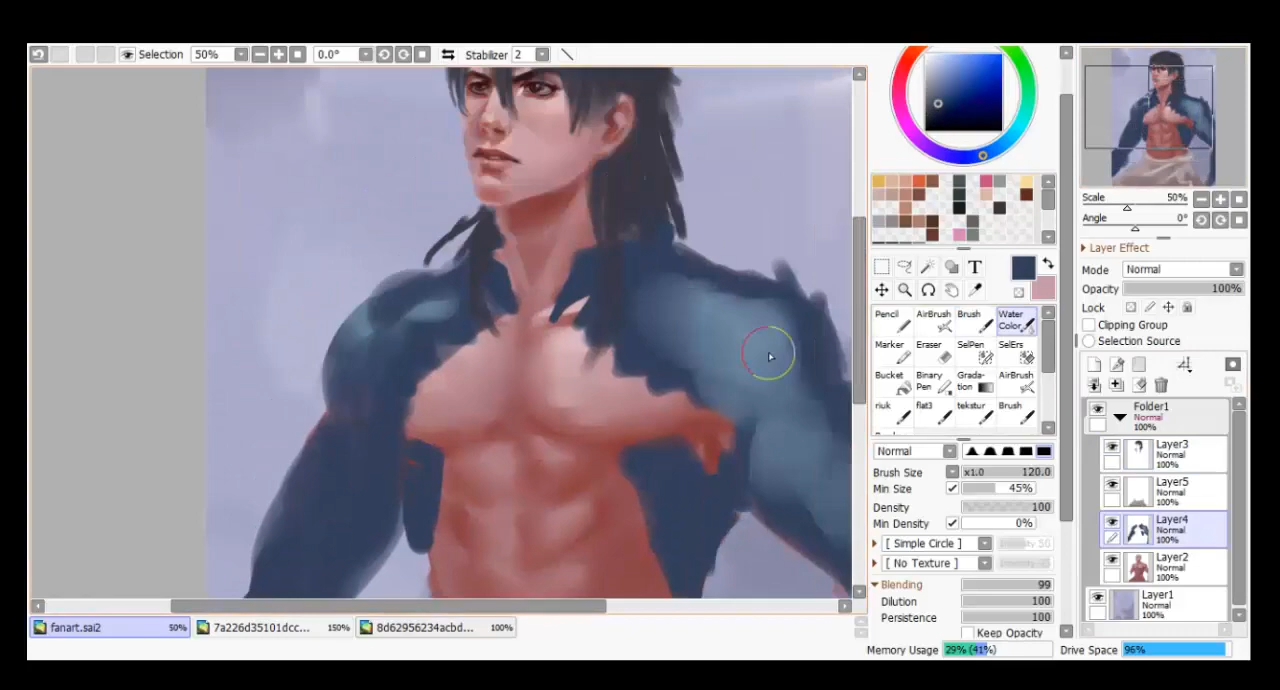 Selection
50%
0.0°
Stabilizer 2
Scale 50%
Angle 0°
Layer Effect
Mode Normal
Opacity 100%
Lock
Clipping Group
Selection Source
T
Pencil AirBrush Brush Water Color
Marker Eraser SelPen SelErs
Bucket Binary Pen Grada- tion AirBrush
riuk flat3 tekstur Brush
Normal
Brush Size x1.0 120.0
Min Size 45%
Density 100
Min Density 0%
[ Simple Circle ]
[ No Texture ]
Blending 99
Dilution 100
Persistence 100
Keep Opacity
Folder1
Normal
100%
Layer3
Normal
100%
Layer5
Normal
100%
Layer4
Normal
100%
Layer2
Normal
100%
Layer1
Normal
100%
fanart.sai2 50%
7a226d35101dcc... 150%
8d62956234acbd... 100%
Memory Usage 29% (41%)
Drive Space 96%